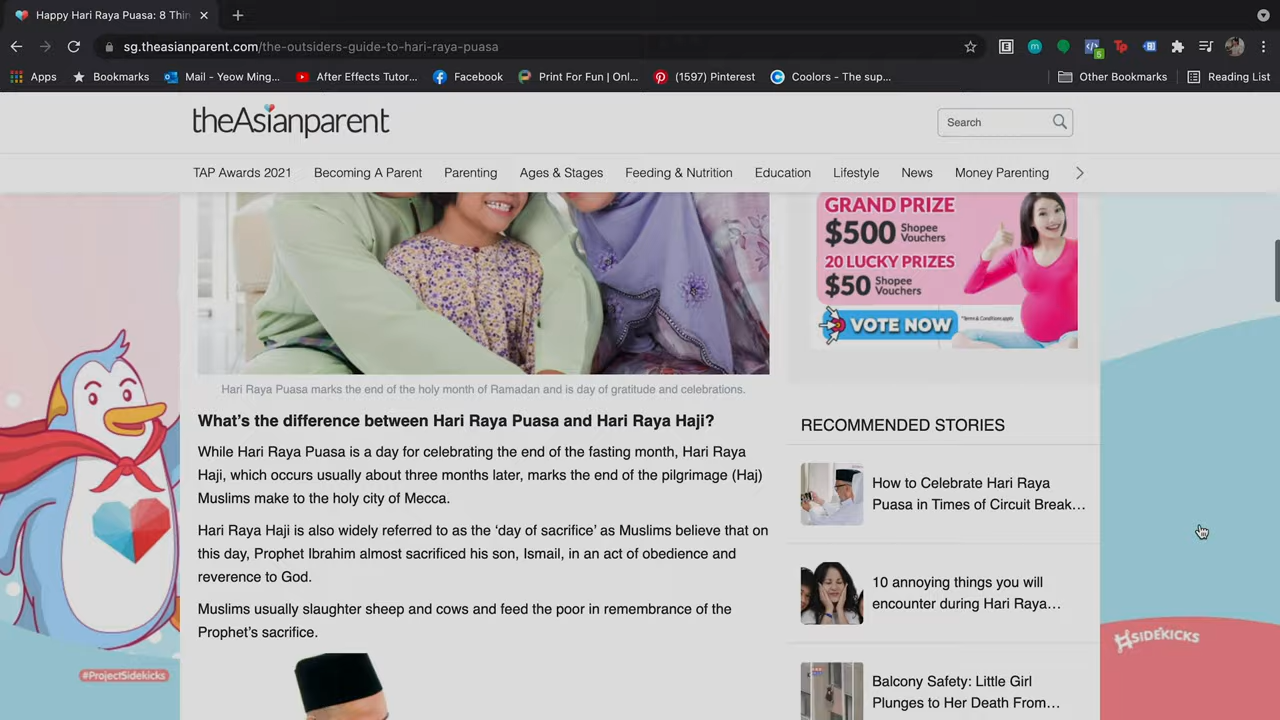 Happy Hari Raya Puasa: 8 Thin
sg.theasianparent.com/the-outsiders-guide-to-hari-raya-puasa
5
Apps
Bookmarks
Mail - Yeow Ming...
After Effects Tutor...
Facebook
Print For Fun | Onl...
(1597) Pinterest
Coolors - The sup...
Other Bookmarks
Reading List
theAsianparent
Search
TAP Awards 2021
Becoming A Parent
Parenting
Ages & Stages
Feeding & Nutrition
Education
Lifestyle
News
Money Parenting
GRAND PRIZE
$500 Shopee Vouchers
20 LUCKY PRIZES
$50 Shopee Vouchers
VOTE NOW
*Terms & Conditions apply
Hari Raya Puasa marks the end of the holy month of Ramadan and is day of gratitude and celebrations.
What's the difference between Hari Raya Puasa and Hari Raya Haji?
While Hari Raya Puasa is a day for celebrating the end of the fasting month, Hari Raya
Haji, which occurs usually about three months later, marks the end of the pilgrimage (Haj)
Muslims make to the holy city of Mecca.
Hari Raya Haji is also widely referred to as the ‘day of sacrifice’ as Muslims believe that on
this day, Prophet Ibrahim almost sacrificed his son, Ismail, in an act of obedience and
reverence to God.
Muslims usually slaughter sheep and cows and feed the poor in remembrance of the
Prophet's sacrifice.
RECOMMENDED STORIES
How to Celebrate Hari Raya
Puasa in Times of Circuit Break...
10 annoying things you will
encounter during Hari Raya...
Balcony Safety: Little Girl
Plunges to Her Death From...
#ProjectSidekicks
#SIDEKICKS